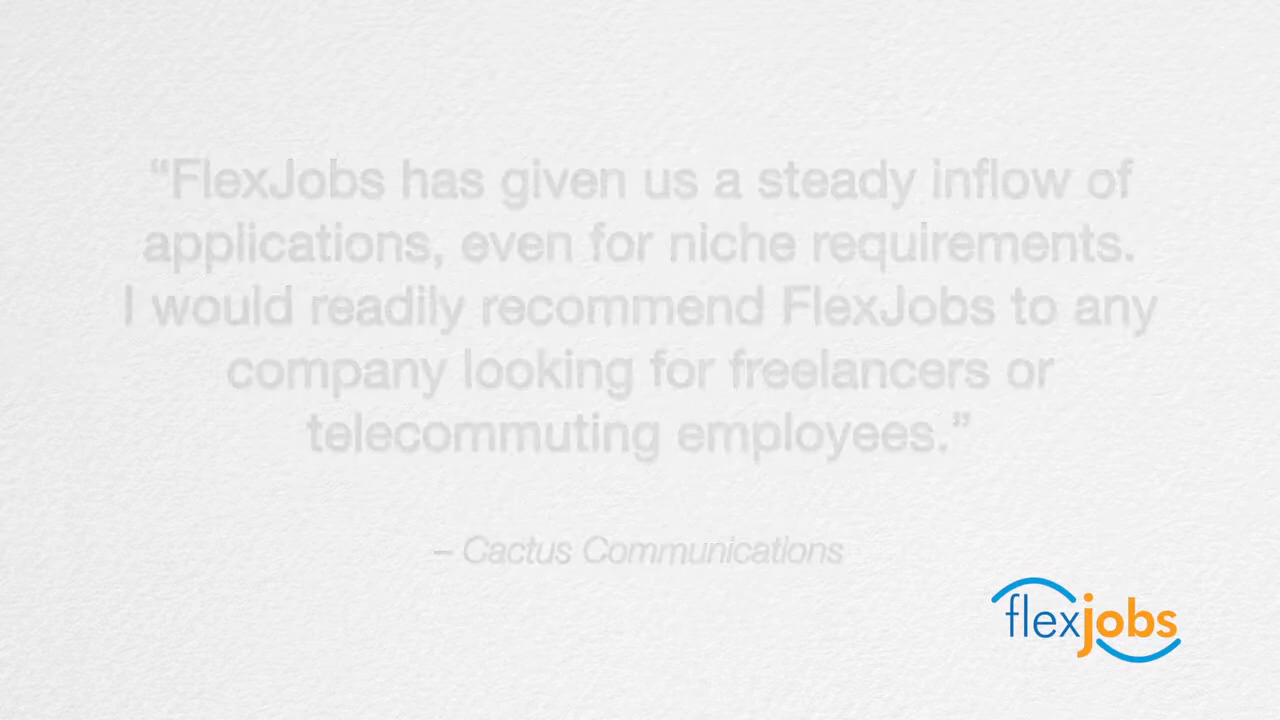 “FlexJobs has given us a steady inflow of
applications, even for niche requirements.
I would readily recommend FlexJobs to any
company looking for freelancers or
telecommuting employees.”
– Cactus Communications
flexjobs